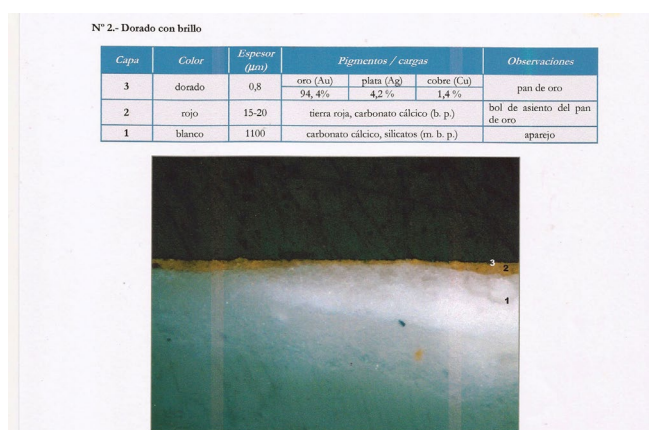 Nº 2.- Dorado con brillo
Capa Color Espesor (µm) Pigmentos / cargas Observaciones
3 dorado 0,8 oro (Au) plata (Ag) cobre (Cu) pan de oro
94, 4% 4,2 % 1,4 %
2 rojo 15-20 tierra roja, carbonato cálcico (b. p.) bol de asiento del pan
de oro
1 blanco 1100 carbonato cálcico, silicatos (m. b. p.) aparejo
3
2
1